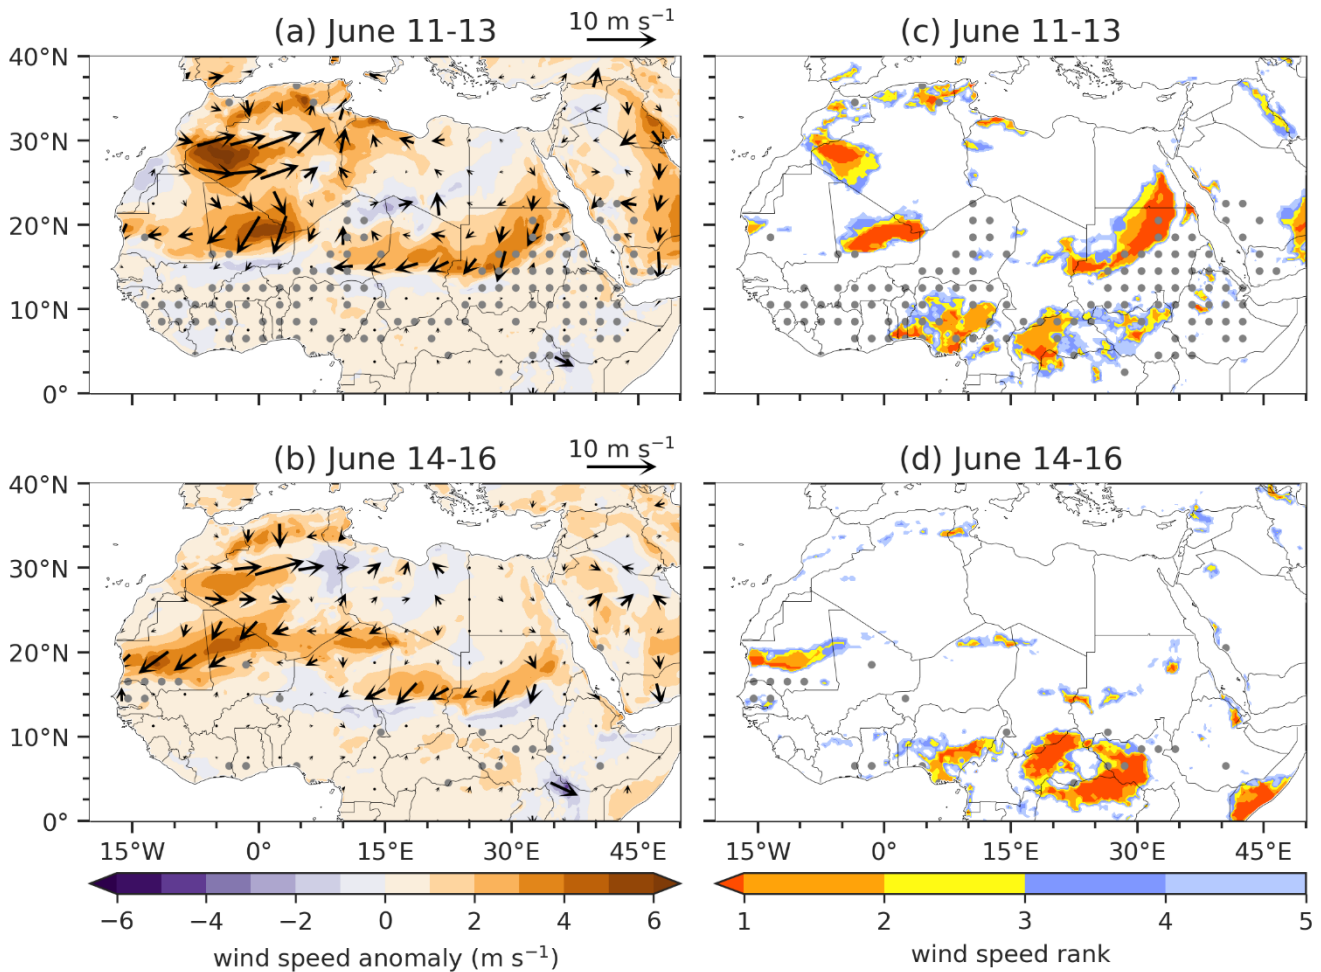 (a) June 11-13
10 m s⁻¹
(c) June 11-13
40°N
30°N
20°N
10°N
0°
(b) June 14-16
10 m s⁻¹
(d) June 14-16
40°N
30°N
20°N
10°N
0°
15°W 0° 15°E 30°E 45°E
15°W 0° 15°E 30°E 45°E
−6 −4 −2 0 2 4 6
wind speed anomaly (m s⁻¹)
1 2 3 4 5
wind speed rank